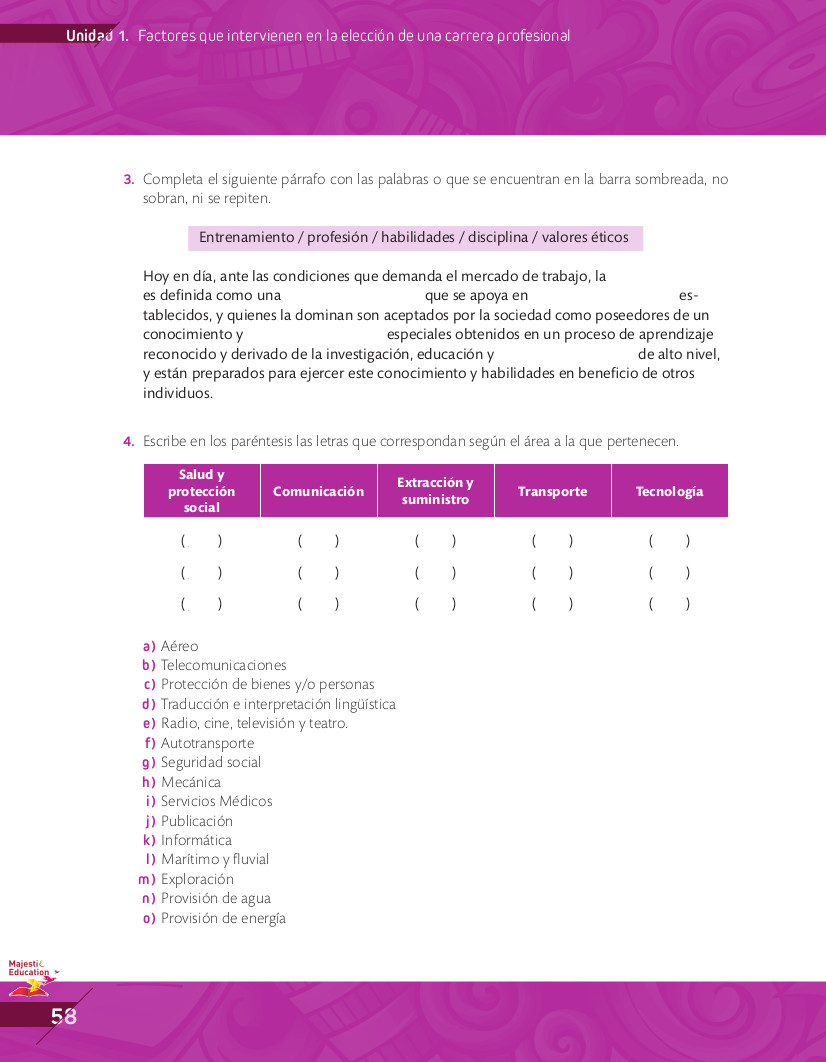 Unidad 1. Factores que intervienen en la elección de una carrera profesional
3. Completa el siguiente párrafo con las palabras o que se encuentran en la barra sombreada, no
sobran, ni se repiten.
Entrenamiento / profesión / habilidades / disciplina / valores éticos
Hoy en día, ante las condiciones que demanda el mercado de trabajo, la
es definida como una que se apoya en es-
tablecidos, y quienes la dominan son aceptados por la sociedad como poseedores de un
conocimiento y especiales obtenidos en un proceso de aprendizaje
reconocido y derivado de la investigación, educación y de alto nivel,
y están preparados para ejercer este conocimiento y habilidades en beneficio de otros
individuos.
4. Escribe en los paréntesis las letras que correspondan según el área a la que pertenecen.
Salud y
protección
social
Comunicación
Extracción y
suministro
Transporte
Tecnología
( ) ( ) ( ) ( ) ( )
( ) ( ) ( ) ( ) ( )
( ) ( ) ( ) ( ) ( )
a) Aéreo
b) Telecomunicaciones
c) Protección de bienes y/o personas
d) Traducción e interpretación lingüística
e) Radio, cine, televisión y teatro.
f) Autotransporte
g) Seguridad social
h) Mecánica
i) Servicios Médicos
j) Publicación
k) Informática
l) Marítimo y fluvial
m) Exploración
n) Provisión de agua
o) Provisión de energía
Majestic
Education
58